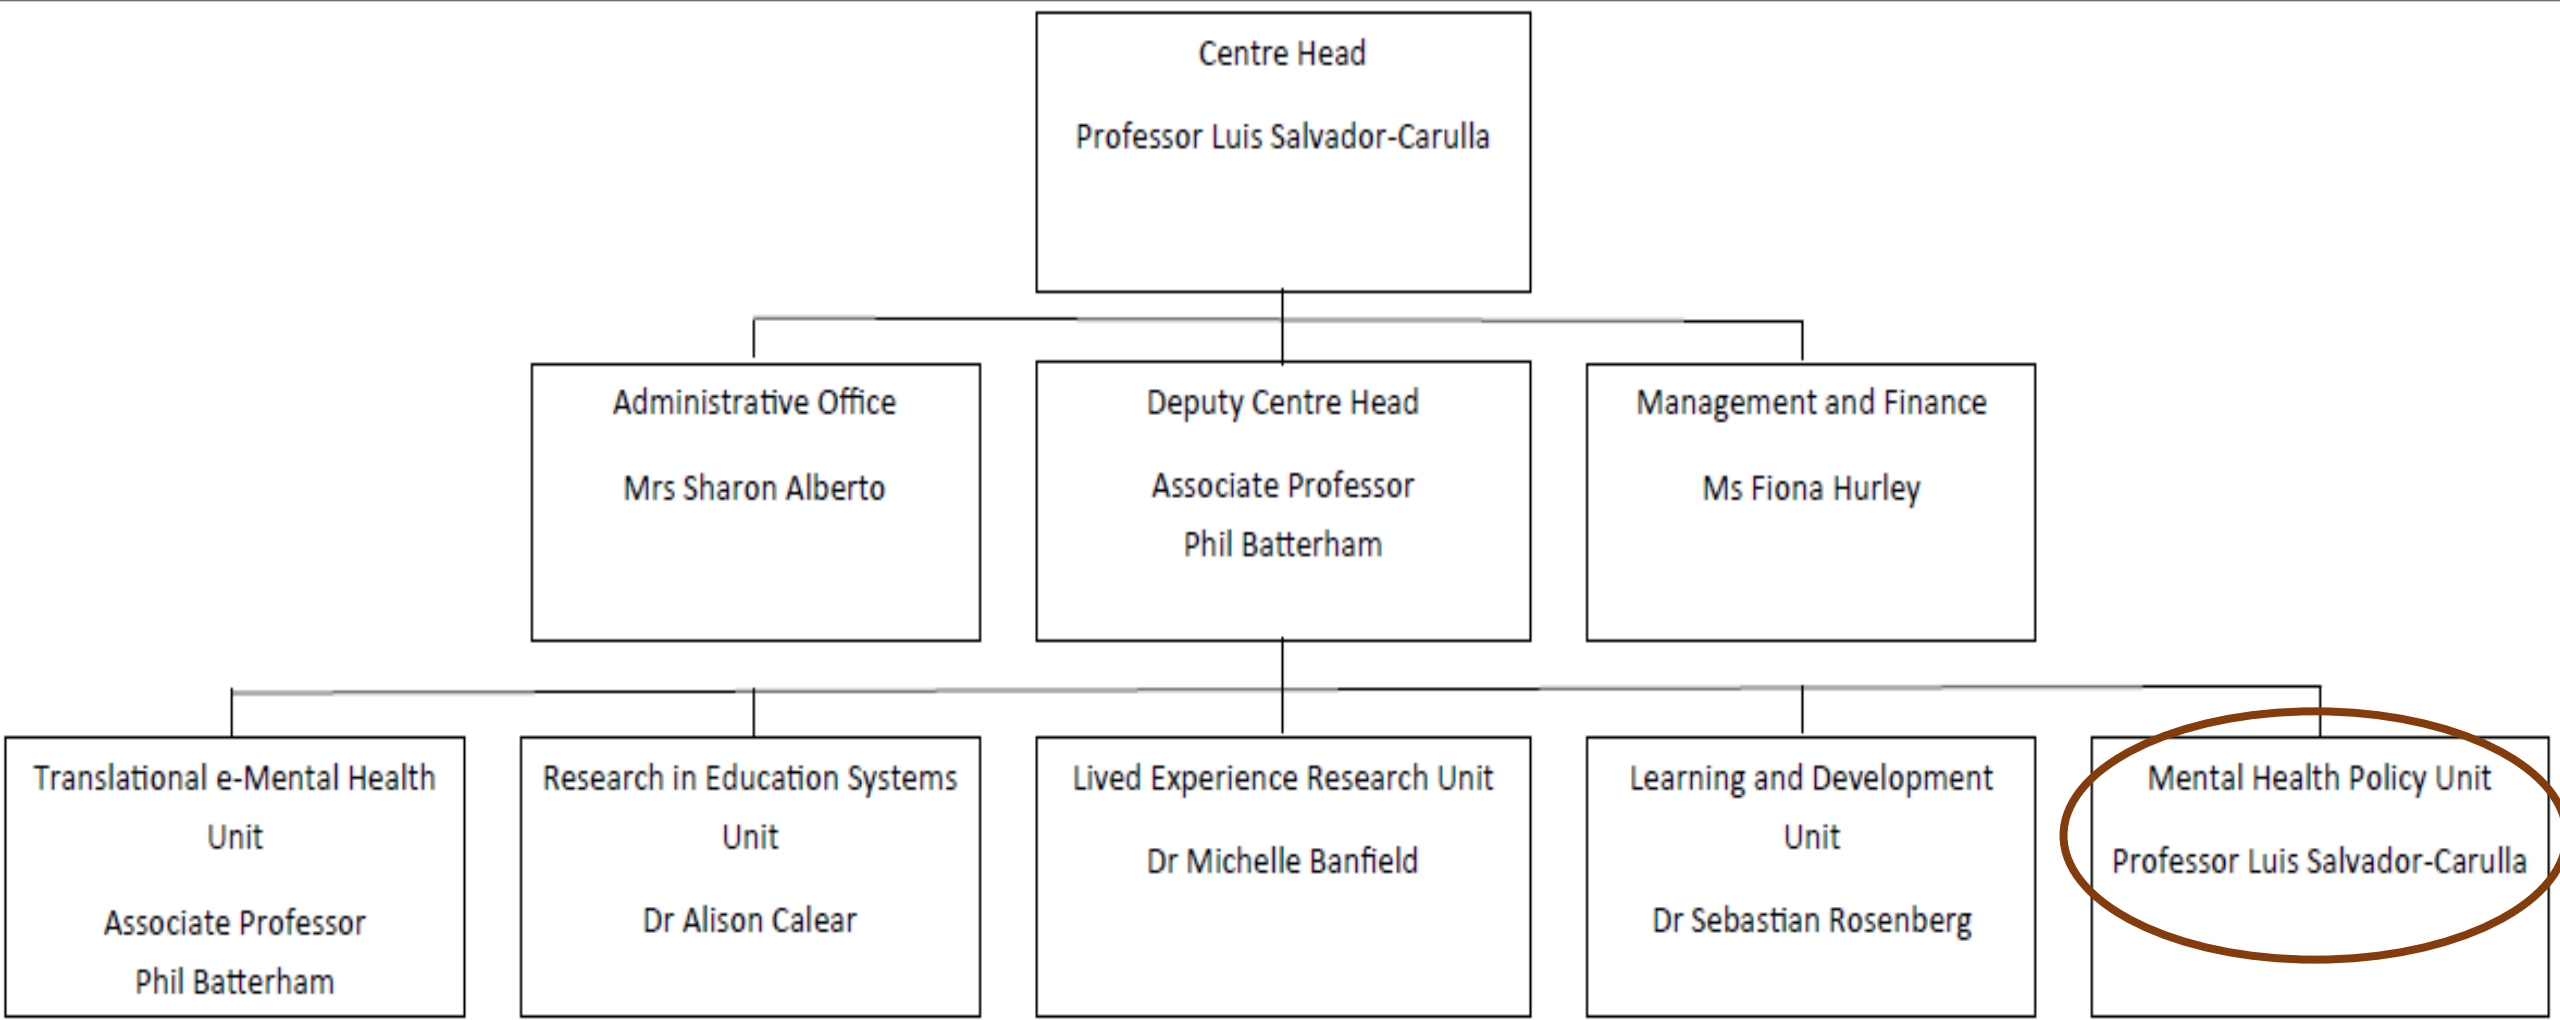 Centre Head
Professor Luis Salvador-Carulla
Administrative Office
Mrs Sharon Alberto
Deputy Centre Head
Associate Professor
Phil Batterham
Management and Finance
Ms Fiona Hurley
Translational e-Mental Health
Unit
Associate Professor
Phil Batterham
Research in Education Systems
Unit
Dr Alison Calear
Lived Experience Research Unit
Dr Michelle Banfield
Learning and Development
Unit
Dr Sebastian Rosenberg
Mental Health Policy Unit
Professor Luis Salvador-Carulla